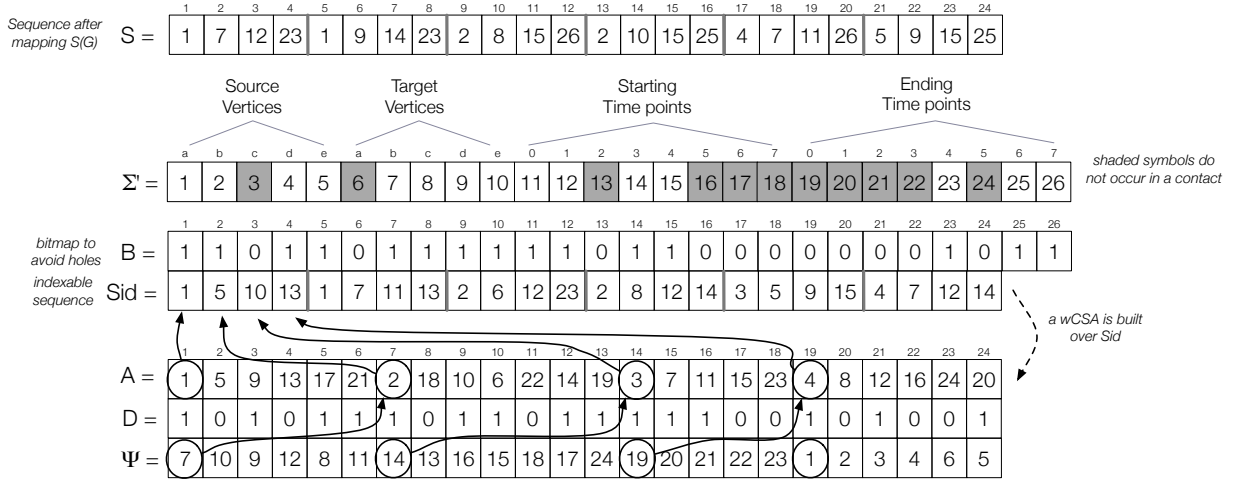 1 2 3 4 5 6 7 8 9 10 11 12 13 14 15 16 17 18 19 20 21 22 23 24
Sequence after
mapping S(G)
S = 1 7 12 23 1 9 14 23 2 8 15 26 2 10 15 25 4 7 11 26 5 9 15 25
Source
Vertices
Target
Vertices
Starting
Time points
Ending
Time points
a b c d e a b c d e 0 1 2 3 4 5 6 7 0 1 2 3 4 5 6 7
Σ' = 1 2 3 4 5 6 7 8 9 10 11 12 13 14 15 16 17 18 19 20 21 22 23 24 25 26
shaded symbols do
not occur in a contact
1 2 3 4 5 6 7 8 9 10 11 12 13 14 15 16 17 18 19 20 21 22 23 24 25 26
bitmap to
avoid holes
B = 1 1 0 1 1 0 1 1 1 1 1 1 0 1 1 0 0 0 0 0 0 0 1 0 1 1
indexable
sequence
Sid = 1 5 10 13 1 7 11 13 2 6 12 23 2 8 12 14 3 5 9 15 4 7 12 14
a wCSA is built
over Sid
1 2 3 4 5 6 7 8 9 10 11 12 13 14 15 16 17 18 19 20 21 22 23 24
A = 1 5 9 13 17 21 2 18 10 6 22 14 19 3 7 11 15 23 4 8 12 16 24 20
D = 1 0 1 0 1 1 1 0 1 1 0 1 1 1 1 1 0 0 1 0 1 0 0 1
Ψ = 7 10 9 12 8 11 14 13 16 15 18 17 24 19 20 21 22 23 1 2 3 4 6 5